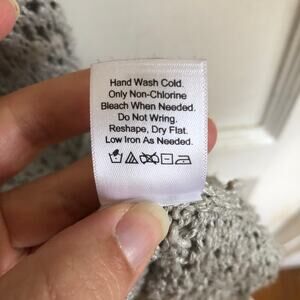 Hand Wash Cold.
Only Non-Chlorine
Bleach When Needed.
Do Not Wring.
Reshape, Dry Flat.
Low Iron As Needed.